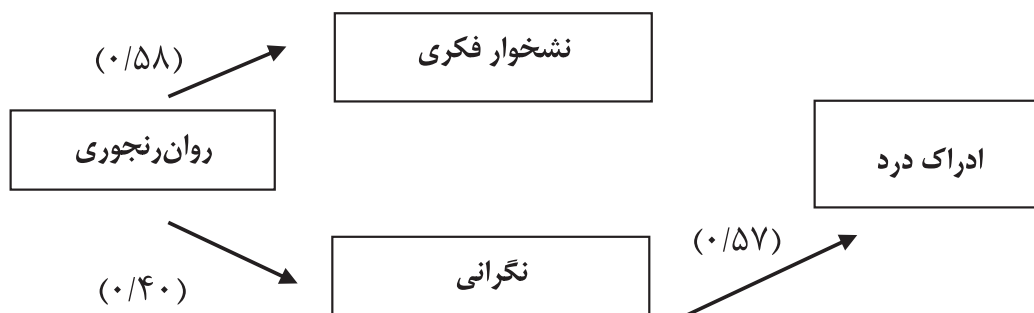 (۰/۵۸)
نشخوار فکری
روان‌رنجوری
ادراک درد
(۰/۵۷)
نگرانی
(۰/۴۰)